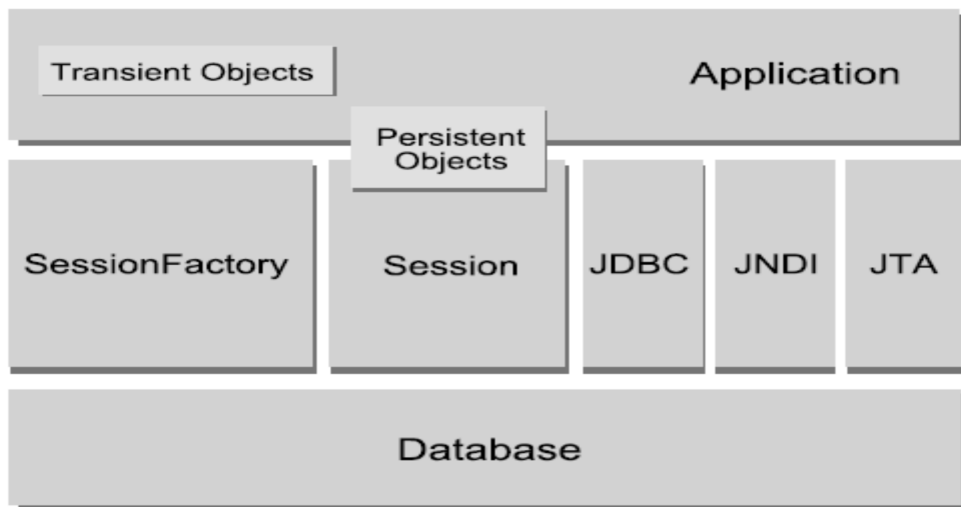 Transient Objects
Application
Persistent
Objects
SessionFactory
Session
JDBC
JNDI
JTA
Database